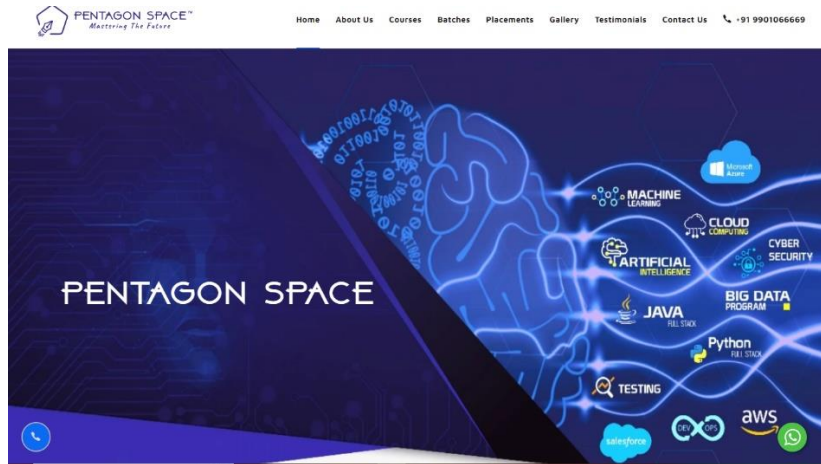 PENTAGON SPACE™
Mastering The Future
Home About Us Courses Batches Placements Gallery Testimonials Contact Us +91 9901066669
Microsoft
Azure
MACHINE
LEARNING
CLOUD
COMPUTING
CYBER
SECURITY
ARTIFICIAL
INTELLIGENCE
PENTAGON SPACE
BIG DATA
PROGRAM
JAVA
FULL STACK
Python
FULL STACK
TESTING
salesforce
DEV OPS
aws